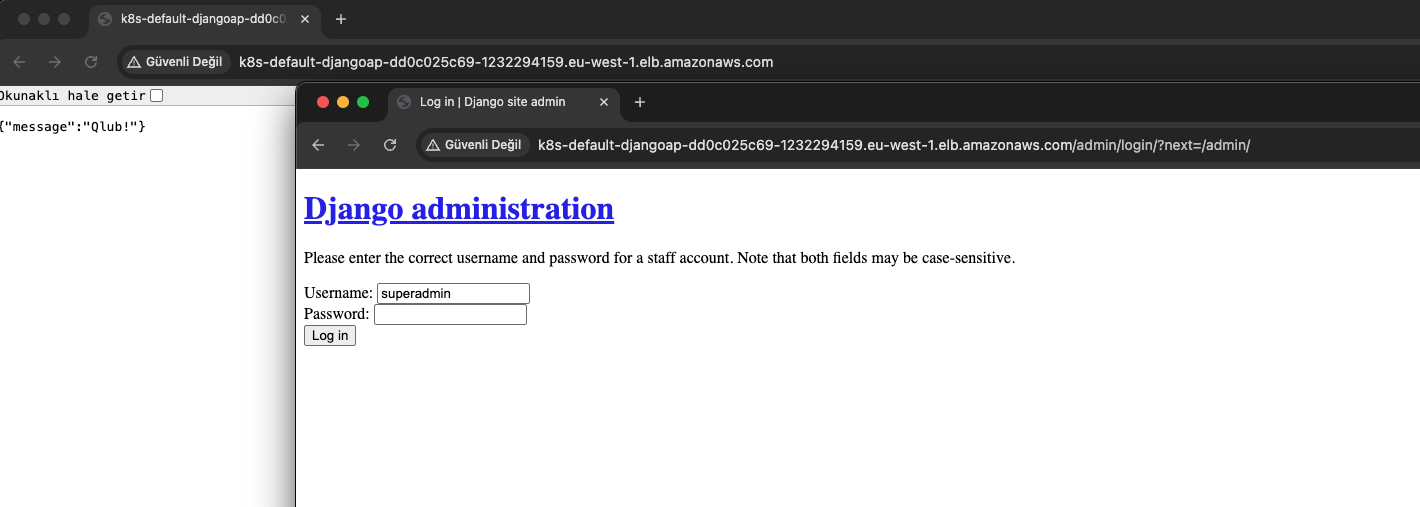 k8s-default-djangoap-dd0c0
Güvenli Değil k8s-default-djangoap-dd0c025c69-1232294159.eu-west-1.elb.amazonaws.com
Okunaklı hale getir
{"message":"Qlub!"}
Log in | Django site admin
Güvenli Değil k8s-default-djangoap-dd0c025c69-1232294159.eu-west-1.elb.amazonaws.com/admin/login/?next=/admin/
Django administration
Please enter the correct username and password for a staff account. Note that both fields may be case-sensitive.
Username: superadmin
Password:
Log in